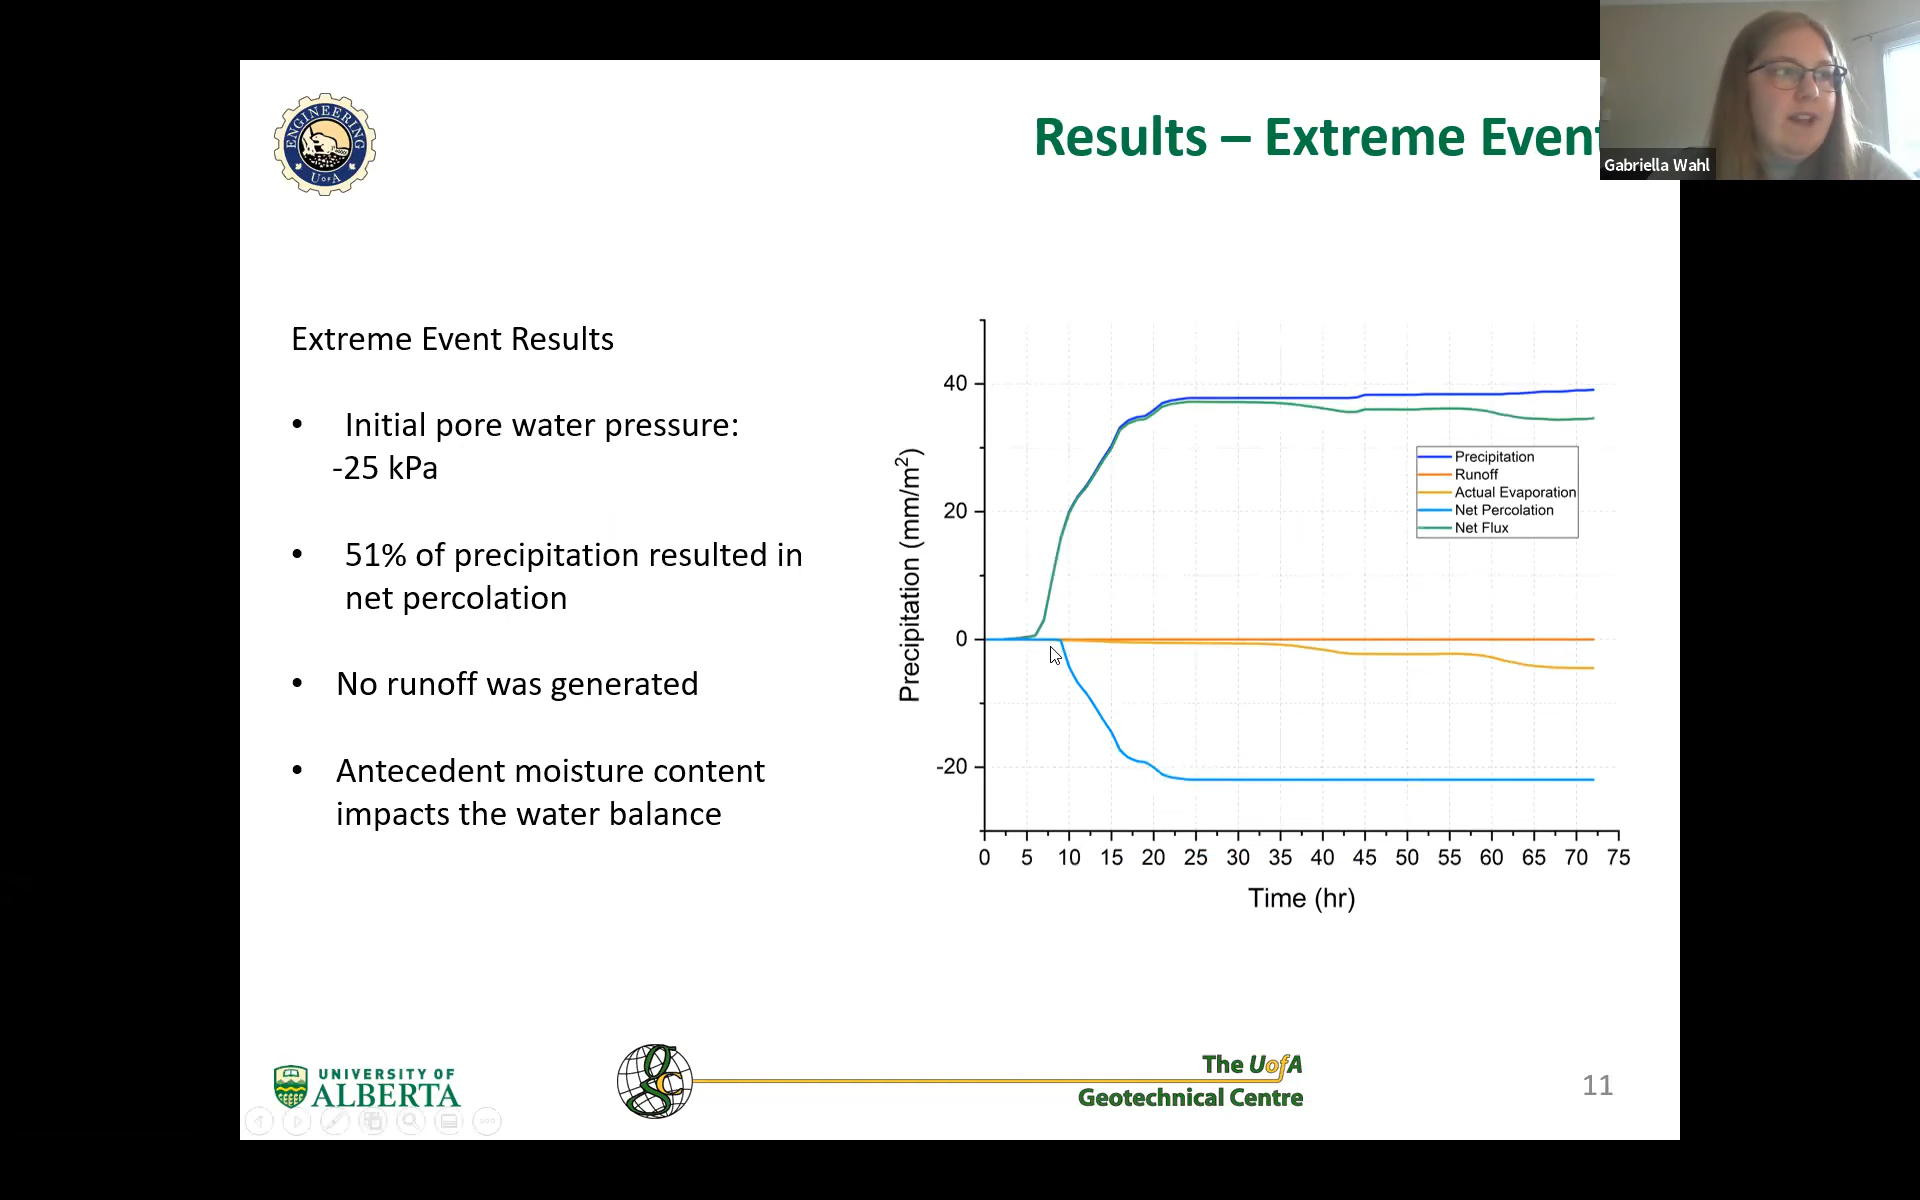 ENGINEERING
U OF A
Results – Extreme Event
Gabriella Wahl
Extreme Event Results
• Initial pore water pressure:
-25 kPa
• 51% of precipitation resulted in
net percolation
• No runoff was generated
• Antecedent moisture content
impacts the water balance
Precipitation (mm/m²)
40
20
0
-20
Precipitation
Runoff
Actual Evaporation
Net Percolation
Net Flux
0 5 10 15 20 25 30 35 40 45 50 55 60 65 70 75
Time (hr)
UNIVERSITY OF
ALBERTA
gc
The UofA
Geotechnical Centre
11